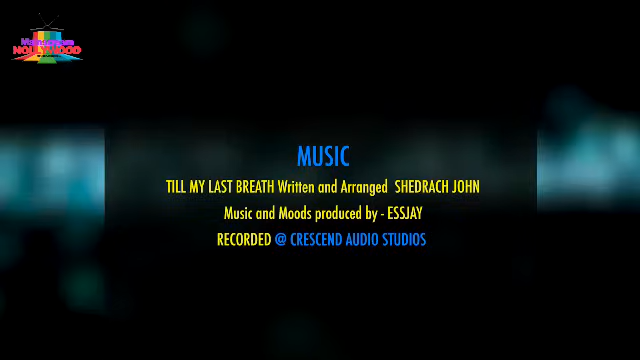 NOLLYWOOD
MUSIC
TILL MY LAST BREATH Written and Arranged SHEDRACH JOHN
Music and Moods produced by - ESSJAY
RECORDED @ CRESCEND AUDIO STUDIOS